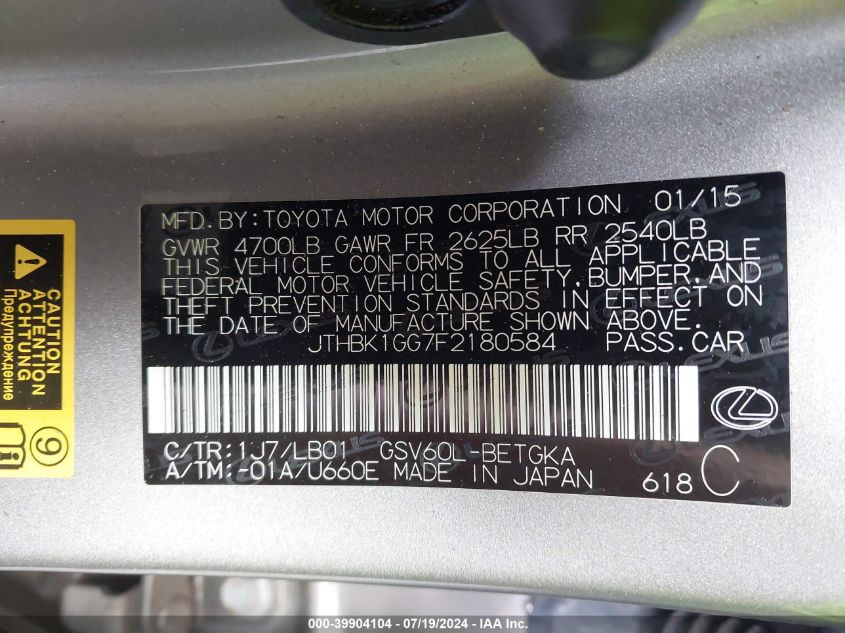 MFD. BY: TOYOTA MOTOR CORPORATION 01/15
GVWR 4700LB GAWR FR 2625LB RR 2540LB
THIS VEHICLE CONFORMS TO ALL APPLICABLE
FEDERAL MOTOR VEHICLE SAFETY, BUMPER, AND
THEFT PREVENTION STANDARDS IN EFFECT ON
THE DATE OF MANUFACTURE SHOWN ABOVE.
JTHBK1GG7F2180584 PASS. CAR
C/TR: 1J7/LB01 GSV60L-BETGKA
A/TM: -01A/U660E MADE IN JAPAN
618 C
CAUTION
ATTENTION
ACHTUNG
Предупреждение
9
000-39904104 | 07/19/2024 - IAA Inc.